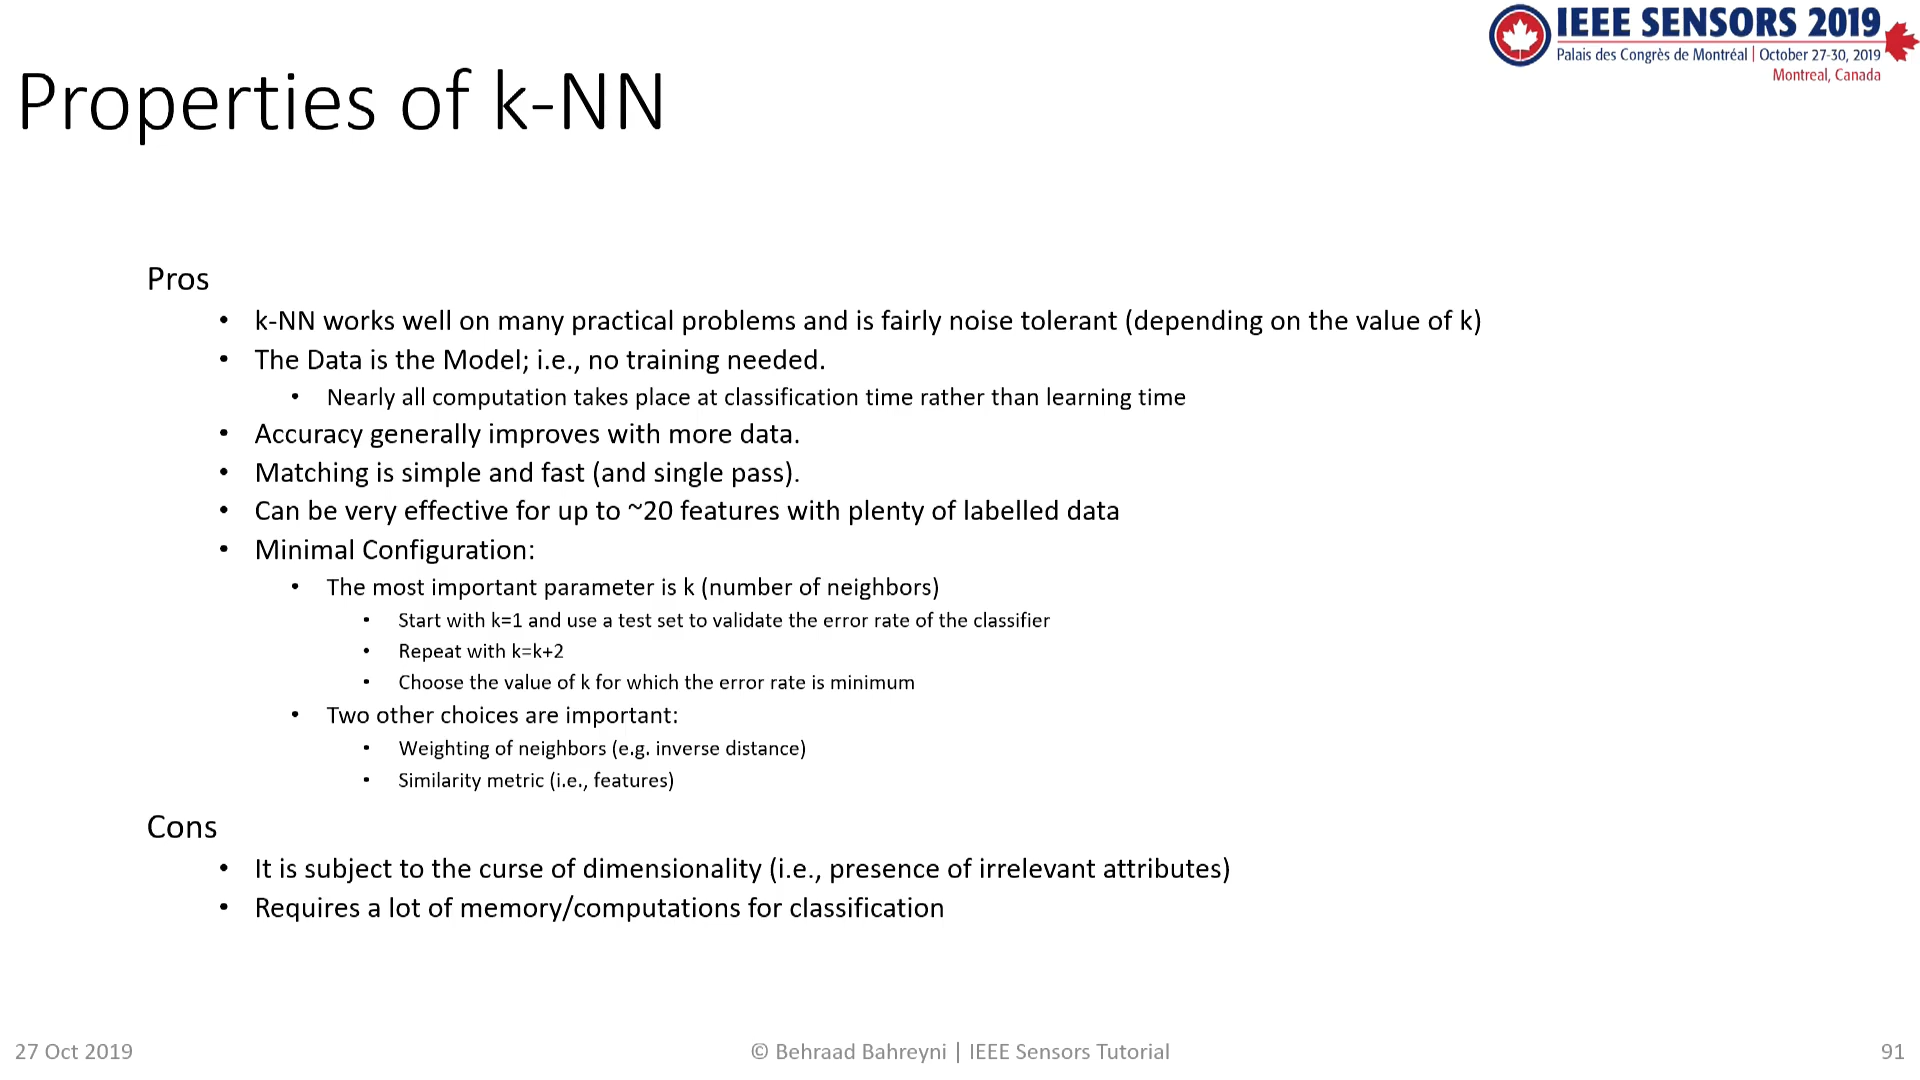 IEEE SENSORS 2019
Palais des Congrès de Montréal | October 27-30, 2019
Montreal, Canada
Properties of k-NN
Pros
• k-NN works well on many practical problems and is fairly noise tolerant (depending on the value of k)
• The Data is the Model; i.e., no training needed.
• Nearly all computation takes place at classification time rather than learning time
• Accuracy generally improves with more data.
• Matching is simple and fast (and single pass).
• Can be very effective for up to ~20 features with plenty of labelled data
• Minimal Configuration:
• The most important parameter is k (number of neighbors)
• Start with k=1 and use a test set to validate the error rate of the classifier
• Repeat with k=k+2
• Choose the value of k for which the error rate is minimum
• Two other choices are important:
• Weighting of neighbors (e.g. inverse distance)
• Similarity metric (i.e., features)
Cons
• It is subject to the curse of dimensionality (i.e., presence of irrelevant attributes)
• Requires a lot of memory/computations for classification
27 Oct 2019
© Behraad Bahreyni | IEEE Sensors Tutorial
91